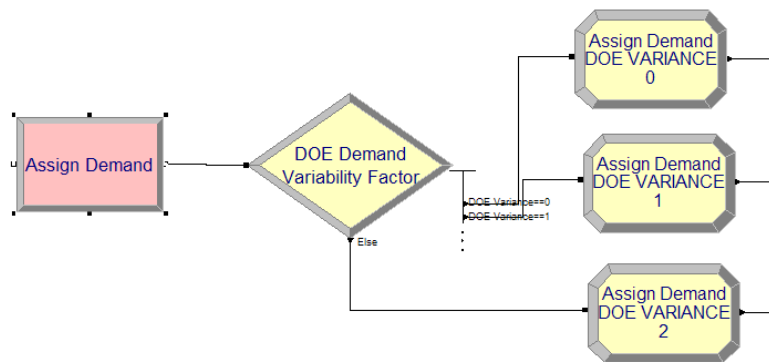 Assign Demand
DOE Demand
Variability Factor
DOE Variance==0
DOE Variance==1
Else
Assign Demand
DOE VARIANCE
0
Assign Demand
DOE VARIANCE
1
Assign Demand
DOE VARIANCE
2